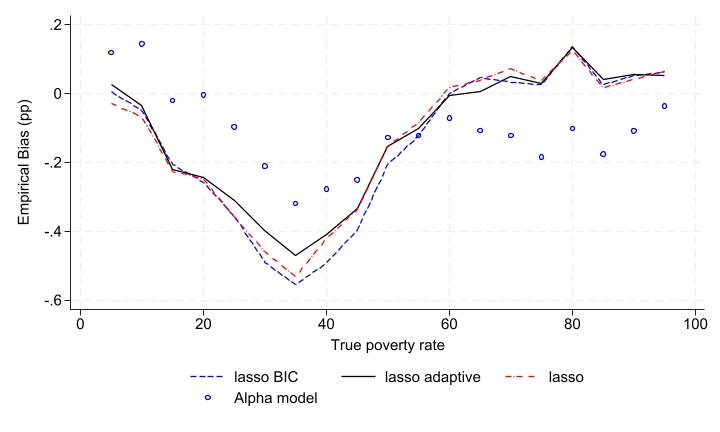 .2
0
-.2
-.4
-.6
Empirical Bias (pp)
0 20 40 60 80 100
True poverty rate
lasso BIC lasso adaptive lasso
Alpha model